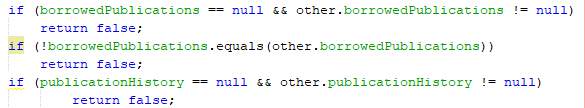 if (borrowedPublications == null && other.borrowedPublications != null)
    return false;
if (!borrowedPublications.equals(other.borrowedPublications))
    return false;
if (publicationHistory == null && other.publicationHistory != null)
        return false;